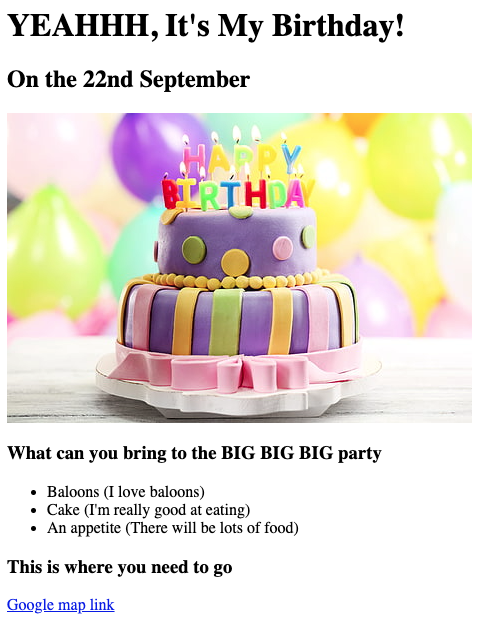 YEAHHH, It's My Birthday!
On the 22nd September
HAPPY
BIRTHDAY
What can you bring to the BIG BIG BIG party
Baloons (I love baloons)
Cake (I'm really good at eating)
An appetite (There will be lots of food)
This is where you need to go
Google map link